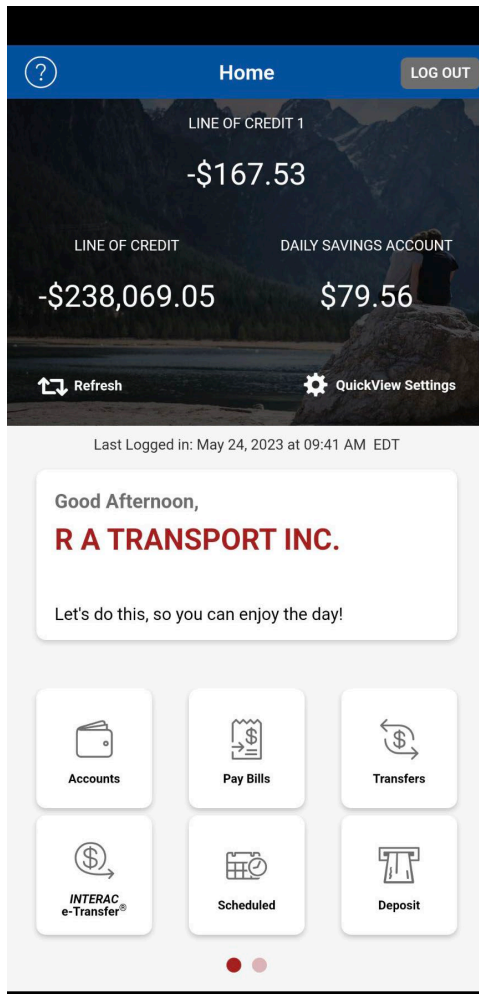 ?
Home
LOG OUT
LINE OF CREDIT 1
-$167.53
LINE OF CREDIT
DAILY SAVINGS ACCOUNT
-$238,069.05
$79.56
Refresh
QuickView Settings
Last Logged in: May 24, 2023 at 09:41 AM EDT
Good Afternoon,
R A TRANSPORT INC.
Let's do this, so you can enjoy the day!
$
$
Accounts
Pay Bills
Transfers
$
INTERAC
e-Transfer®
Scheduled
Deposit